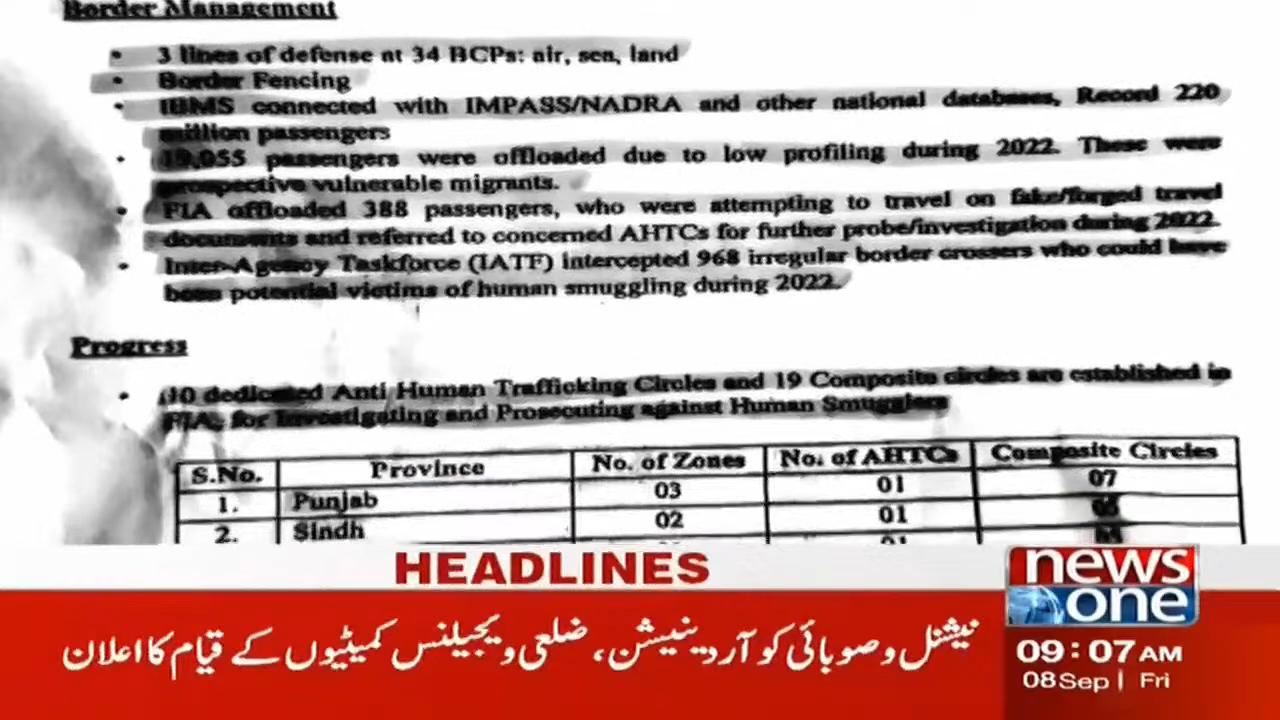 Border Management
• 3 lines of defense at 34 BCPs: air, sea, land
• Border Fencing
• IBMS connected with IMPASS/NADRA and other national databases, Record 220
million passengers
• 19,055 passengers were offloaded due to low profiling during 2022. These were
prospective vulnerable migrants.
• FIA offloaded 388 passengers, who were attempting to travel on fake/forged travel
documents and referred to concerned AHTCs for further probe/investigation during 2022.
• Inter-Agency Taskforce (IATF) intercepted 968 irregular border crossers who could have
been potential victims of human smuggling during 2022.
Progress
• 10 dedicated Anti Human Trafficking Circles and 19 Composite circles are established in
FIA, for Investigating and Prosecuting against Human Smugglers
S.No. Province No. of Zones No. of AHTCs Composite Circles
1. Punjab 03 01 07
2. Sindh 02 01
01
HEADLINES
news
one
نیشنل و صوبائی کوآرڈینیشن، ضلعی ویجیلنس کمیٹیوں کے قیام کا اعلان
09:07AM
08Sep | Fri